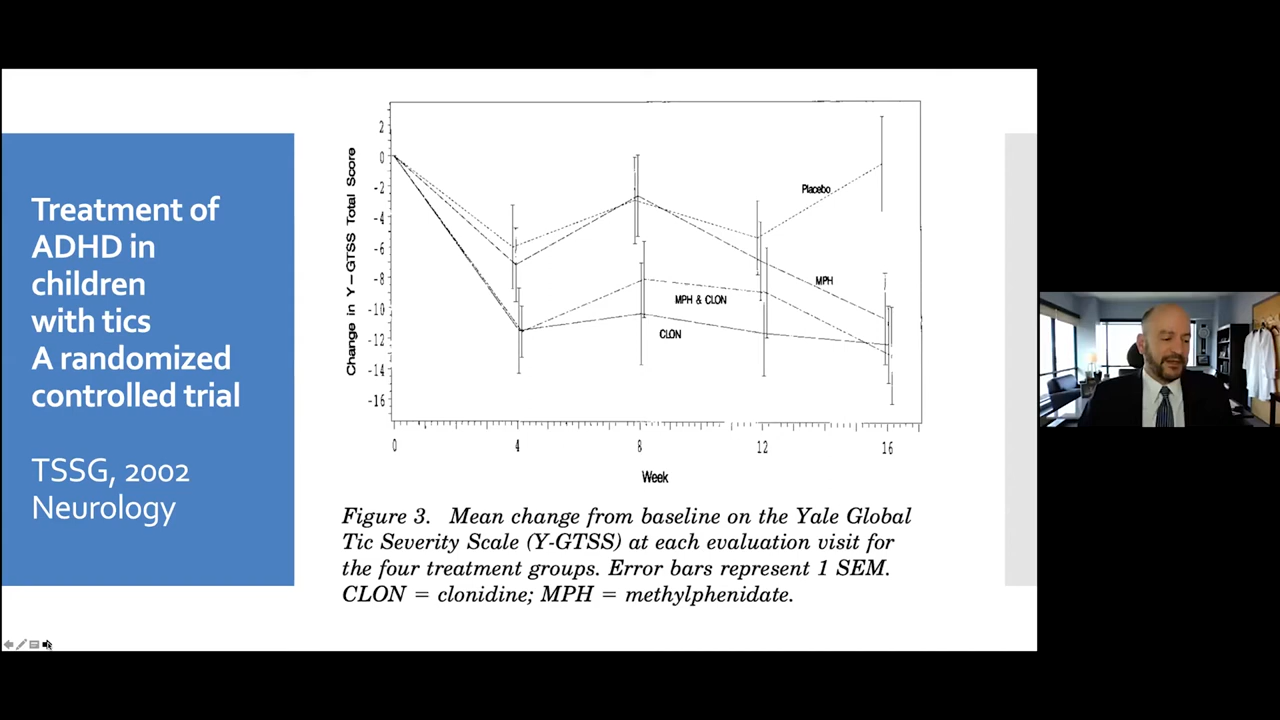 Treatment of
ADHD in
children
with tics
A randomized
controlled trial
TSSG, 2002
Neurology
Change in Y-GTSS Total Score
2
0
-2
-4
-6
-8
-10
-12
-14
-16
Placebo
MPH
MPH & CLON
CLON
0 4 8 12 16
Week
Figure 3. Mean change from baseline on the Yale Global
Tic Severity Scale (Y-GTSS) at each evaluation visit for
the four treatment groups. Error bars represent 1 SEM.
CLON = clonidine; MPH = methylphenidate.